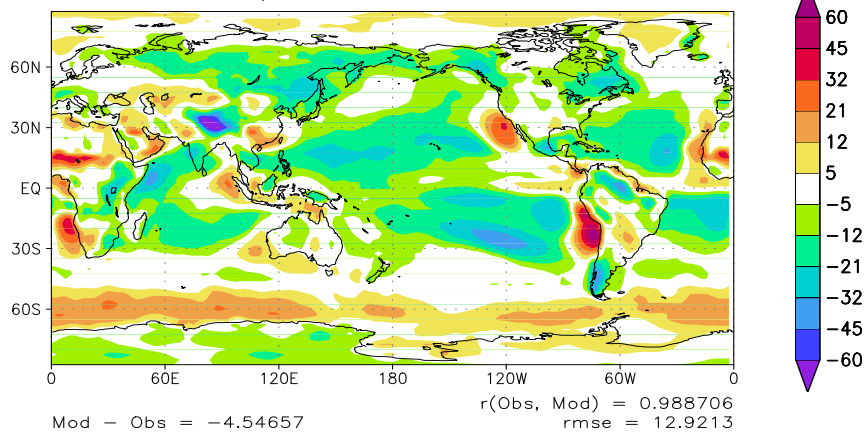 60N
30N
EQ
30S
60S
0 60E 120E 180 120W 60W 0
60
45
32
21
12
5
−5
−12
−21
−32
−45
−60
r(Obs, Mod) = 0.988706
Mod − Obs = −4.54657 rmse = 12.9213